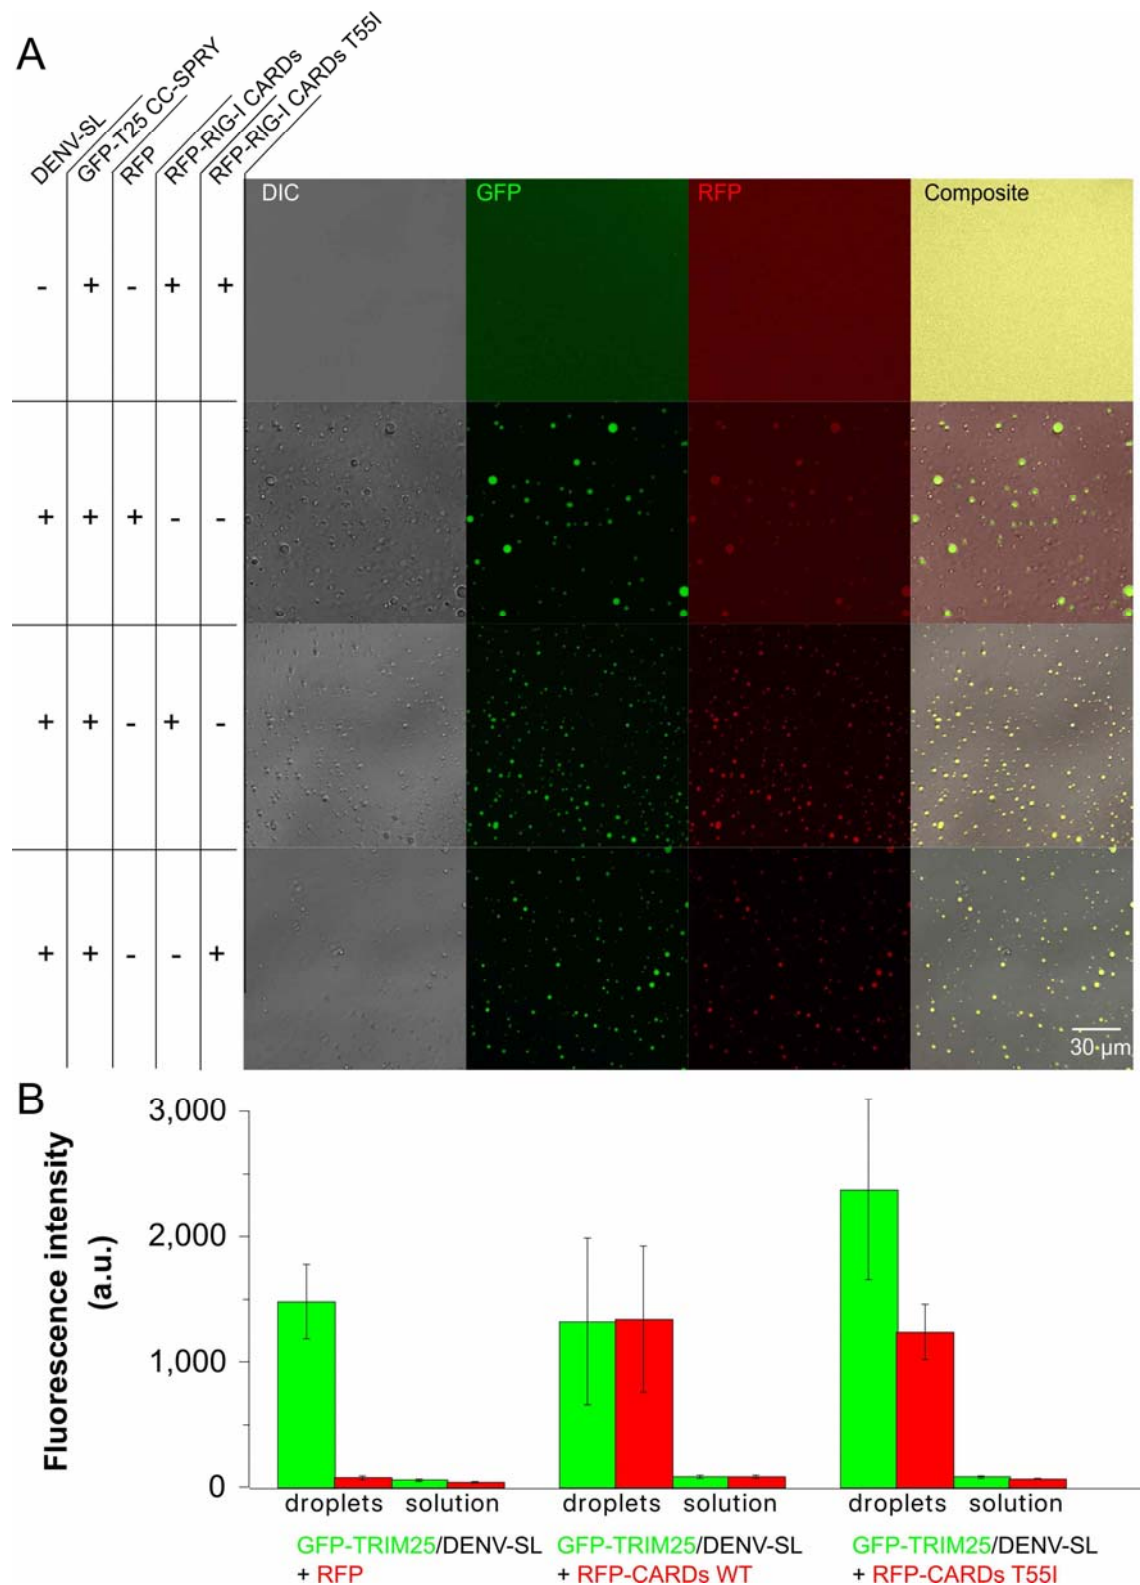 A
DENV-SL
GFP-T25 CC-SPRY
RFP
RFP-RIG-I CARDs
RFP-RIG-I CARDs T55I
DIC GFP RFP Composite
- + - + +
+ + + - -
+ + - + -
+ + - - +
30 µm
B
Fluorescence intensity
(a.u.)
3,000
2,000
1,000
0
droplets solution droplets solution droplets solution
GFP-TRIM25/DENV-SL GFP-TRIM25/DENV-SL GFP-TRIM25/DENV-SL
+ RFP + RFP-CARDs WT + RFP-CARDs T55I